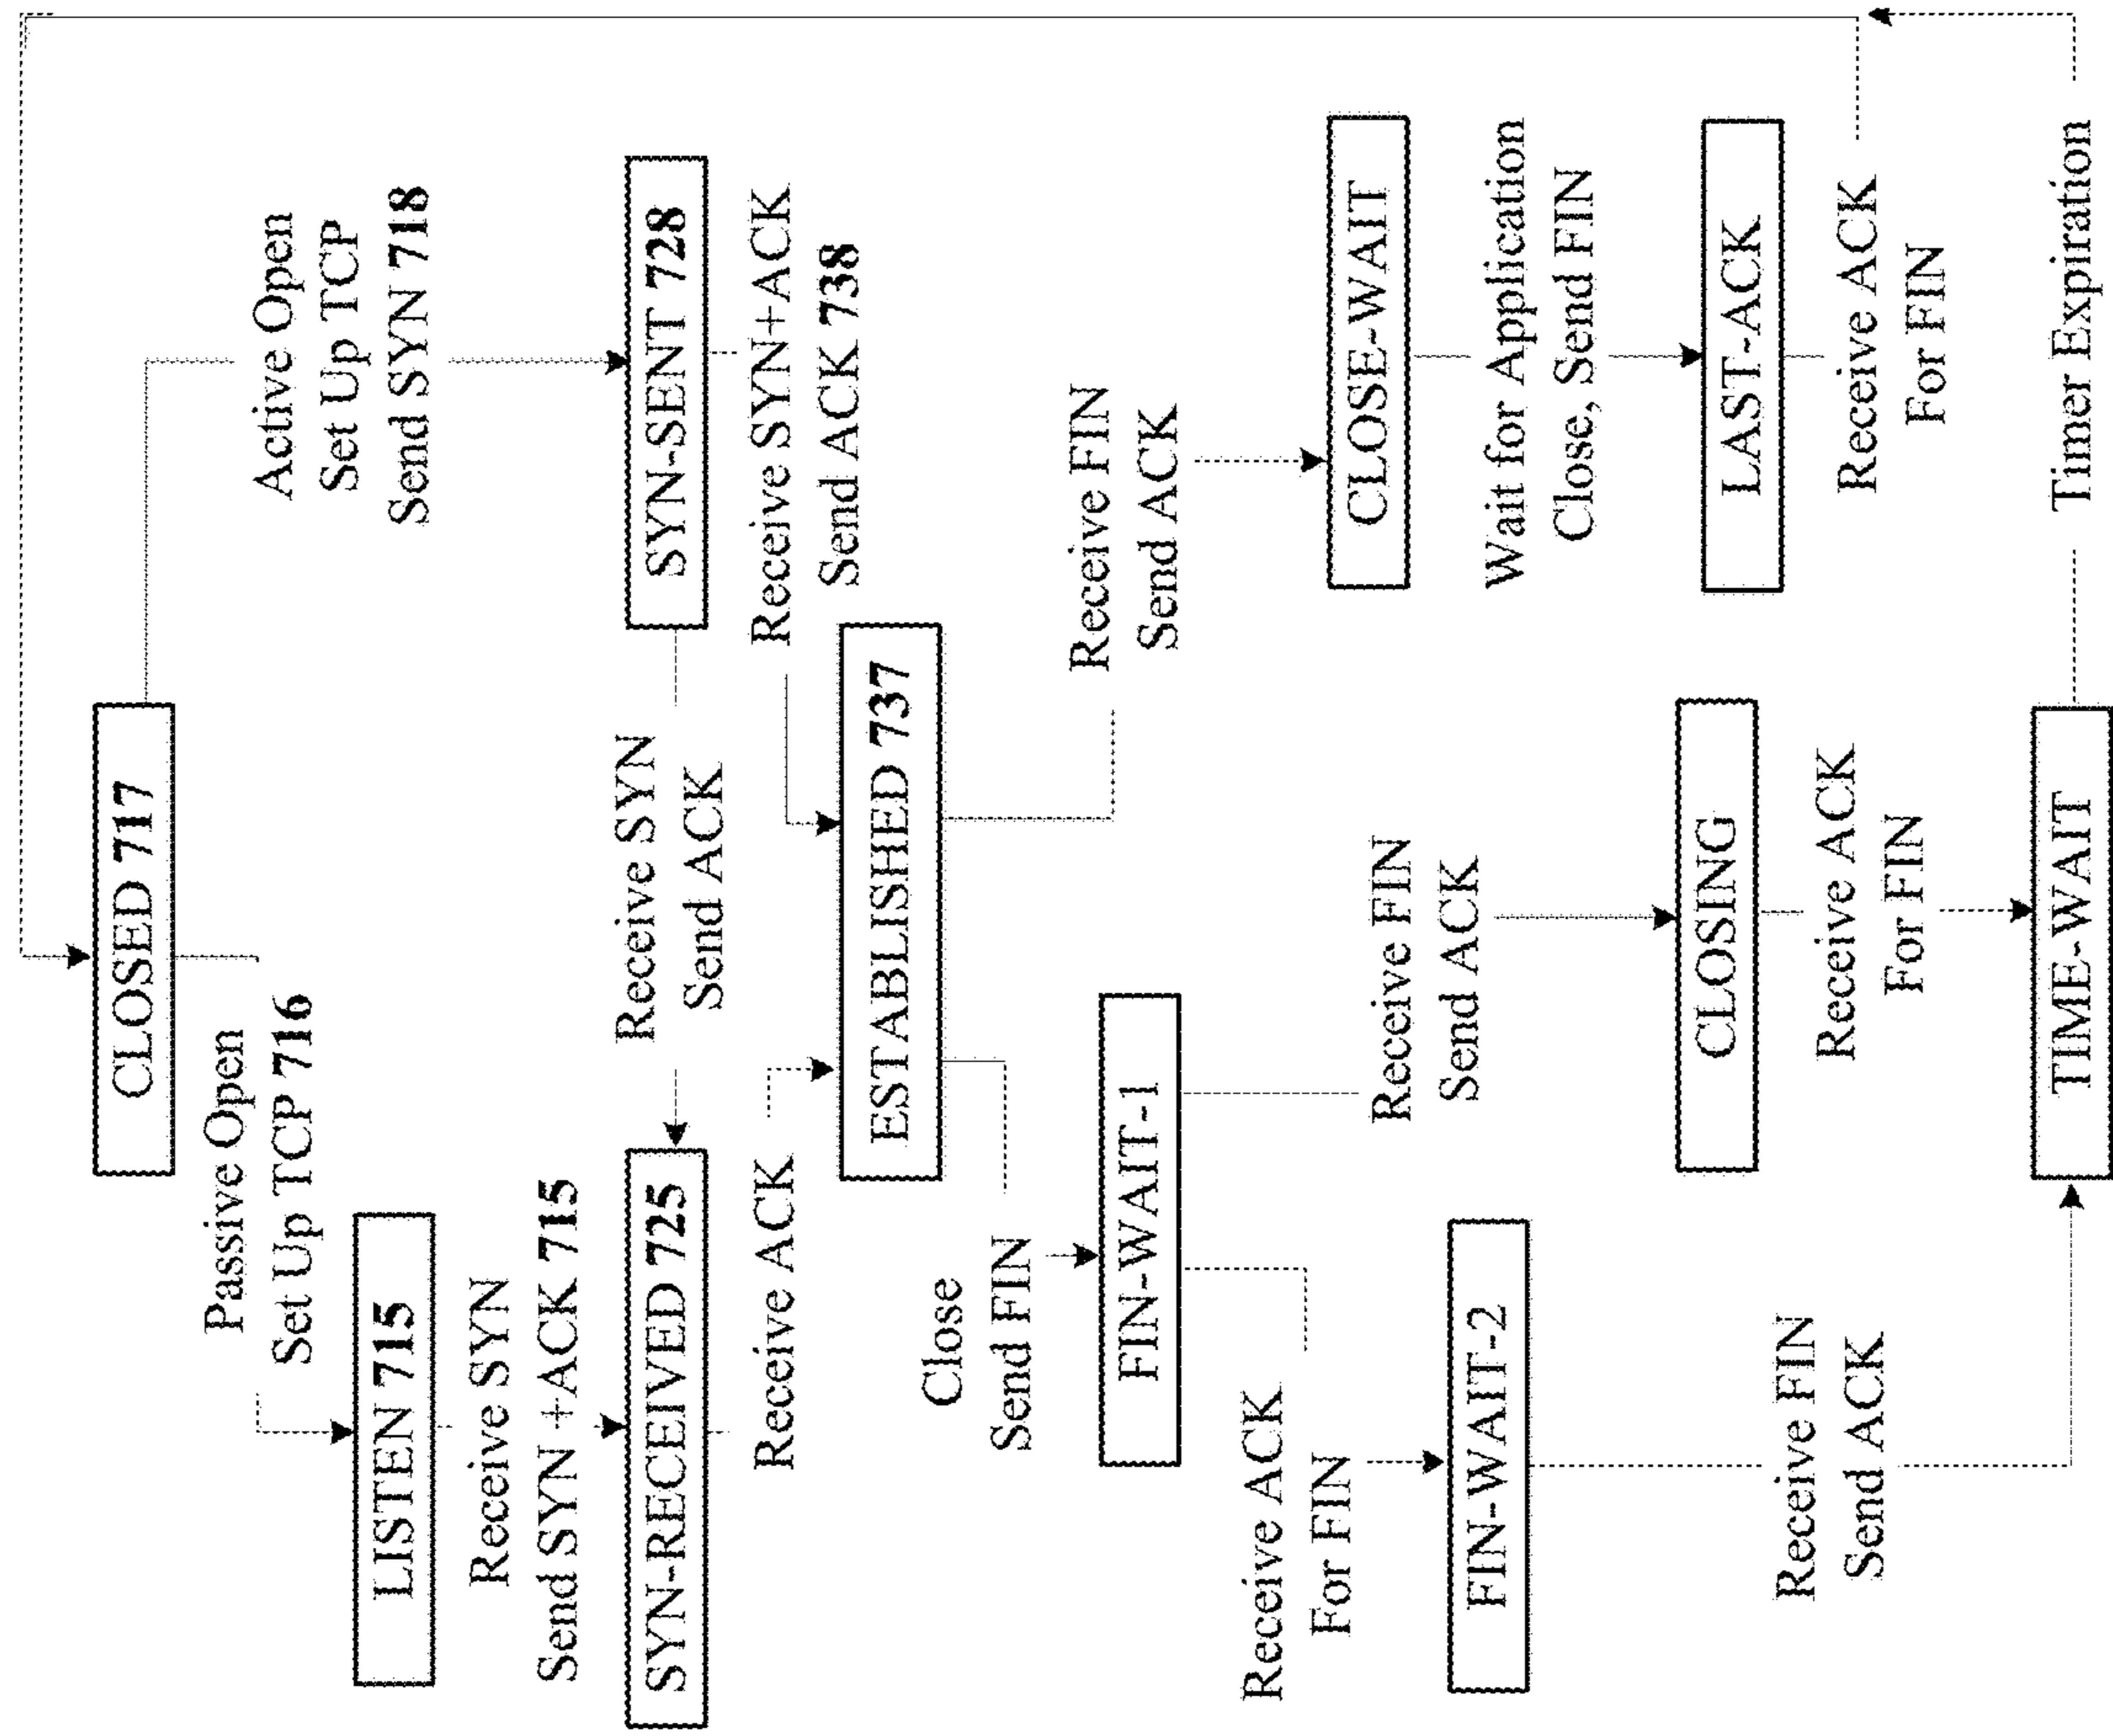 CLOSED 717
Passive Open
Set Up TCP 716
Active Open
Set Up TCP
Send SYN 718
LISTEN 715
Receive SYN
Send SYN +ACK 715
SYN-RECEIVED 725
Receive SYN
Send ACK
SYN-SENT 728
Receive ACK
Receive SYN+ACK
Send ACK 738
ESTABLISHED 737
Close
Send FIN
Receive FIN
Send ACK
FIN-WAIT-1
CLOSE-WAIT
Receive ACK
For FIN
Receive FIN
Send ACK
Wait for Application
Close, Send FIN
FIN-WAIT-2
CLOSING
LAST-ACK
Receive FIN
Send ACK
Receive ACK
For FIN
Receive ACK
For FIN
TIME-WAIT
Timer Expiration